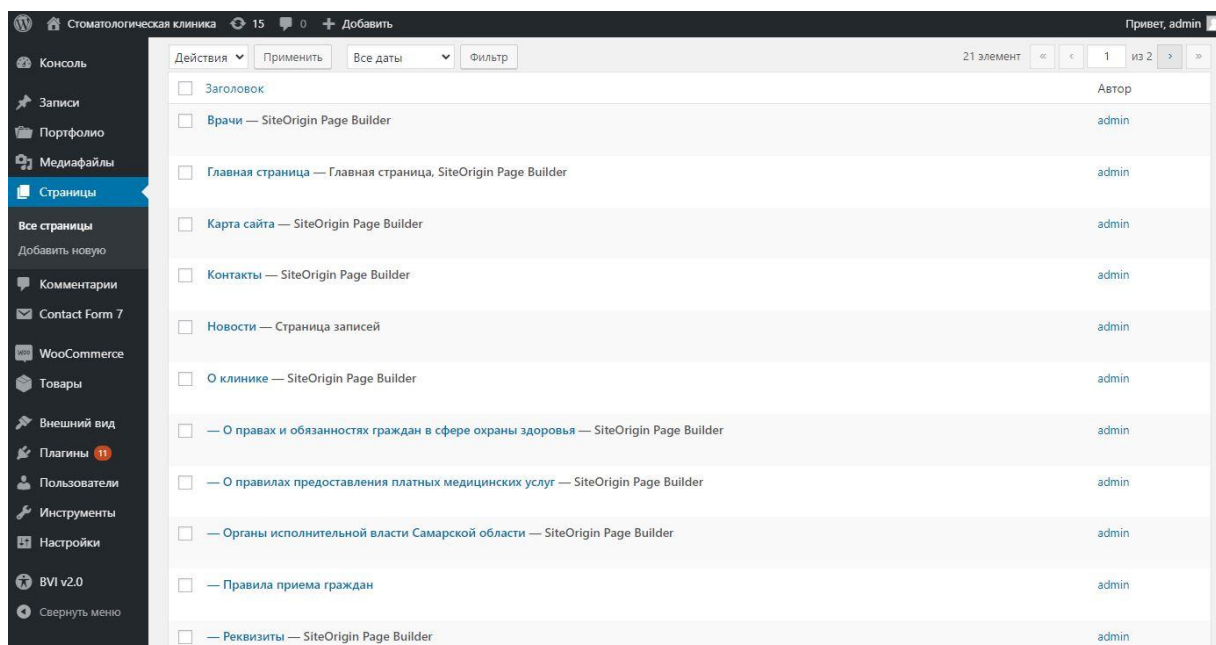 Стоматологическая клиника 15 0 + Добавить Привет, admin
Консоль
Записи
Портфолио
Медиафайлы
Страницы
Все страницы
Добавить новую
Комментарии
Contact Form 7
WooCommerce
Товары
Внешний вид
Плагины 11
Пользователи
Инструменты
Настройки
BVI v2.0
Свернуть меню
Действия Применить Все даты Фильтр 21 элемент « ‹ 1 из 2 › »
Заголовок Автор
Врачи — SiteOrigin Page Builder admin
Главная страница — Главная страница, SiteOrigin Page Builder admin
Карта сайта — SiteOrigin Page Builder admin
Контакты — SiteOrigin Page Builder admin
Новости — Страница записей admin
О клинике — SiteOrigin Page Builder admin
— О правах и обязанностях граждан в сфере охраны здоровья — SiteOrigin Page Builder admin
— О правилах предоставления платных медицинских услуг — SiteOrigin Page Builder admin
— Органы исполнительной власти Самарской области — SiteOrigin Page Builder admin
— Правила приема граждан admin
— Реквизиты — SiteOrigin Page Builder admin